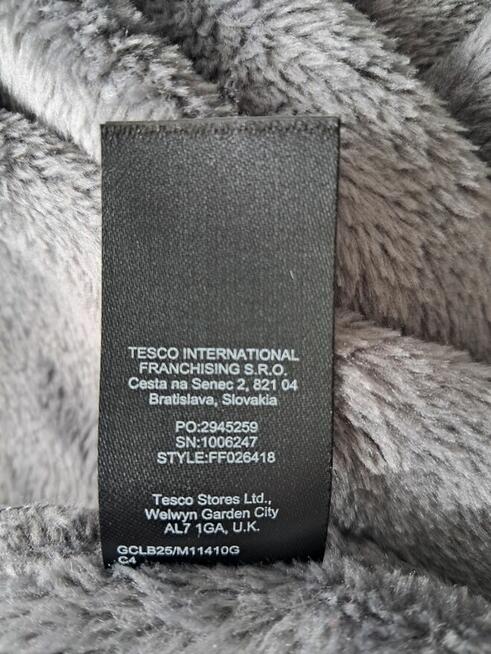 TESCO INTERNATIONAL
FRANCHISING S.R.O.
Cesta na Senec 2, 821 04
Bratislava, Slovakia
PO:2945259
SN:1006247
STYLE:FF026418
Tesco Stores Ltd.,
Welwyn Garden City
AL7 1GA, U.K.
GCLB25/M11410G
C4